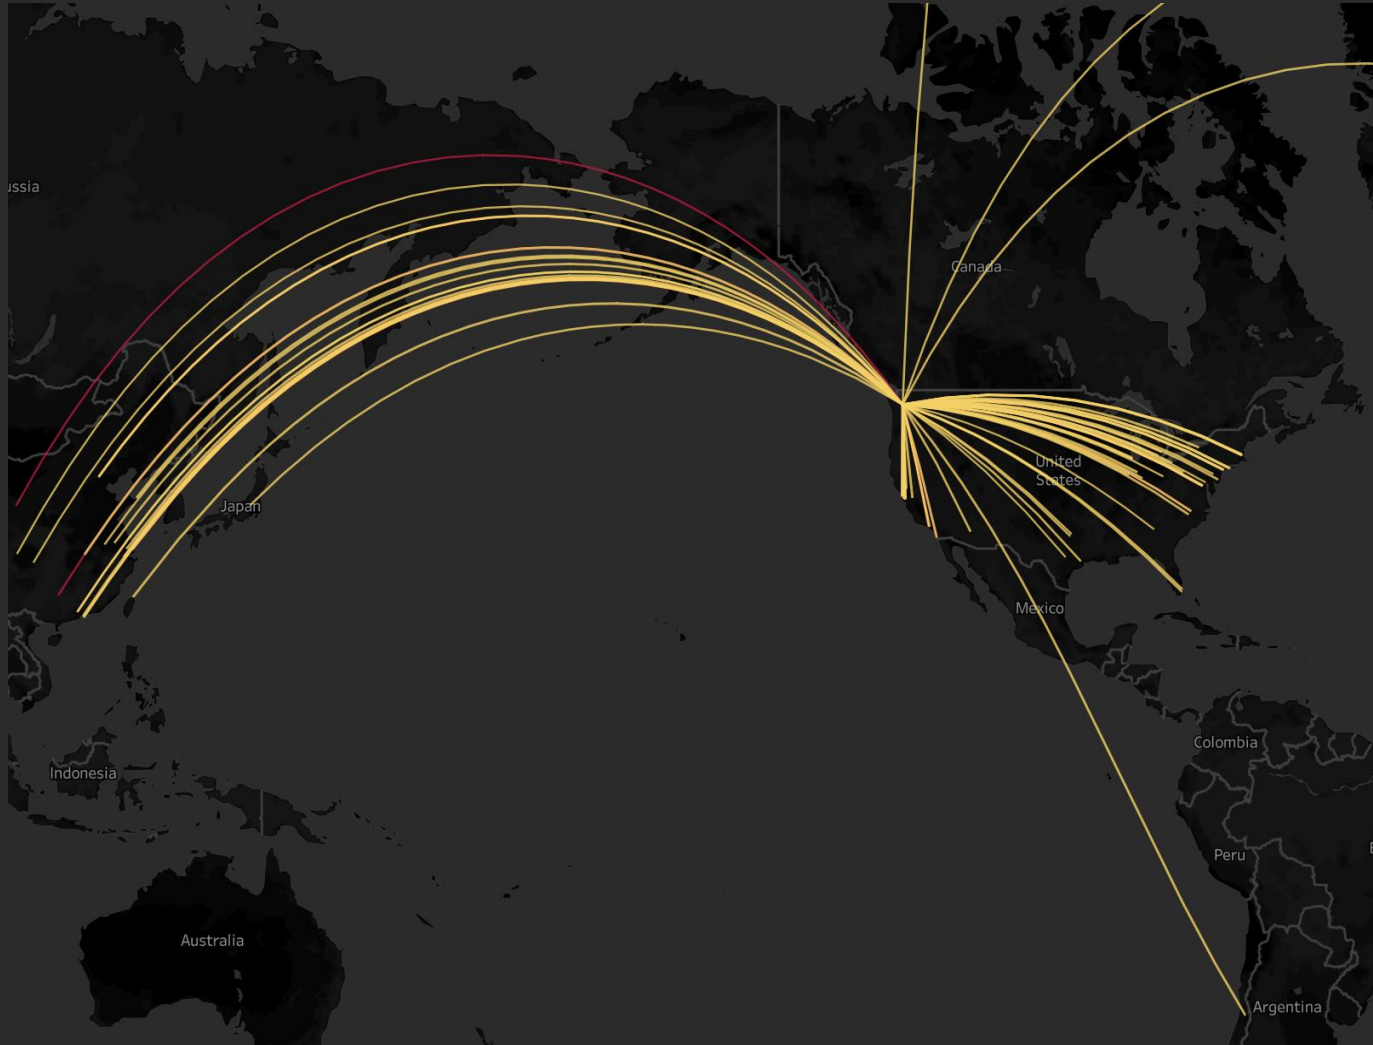 ussia
Canada
United
States
Japan
Mexico
Colombia
Indonesia
Peru
Australia
Argentina